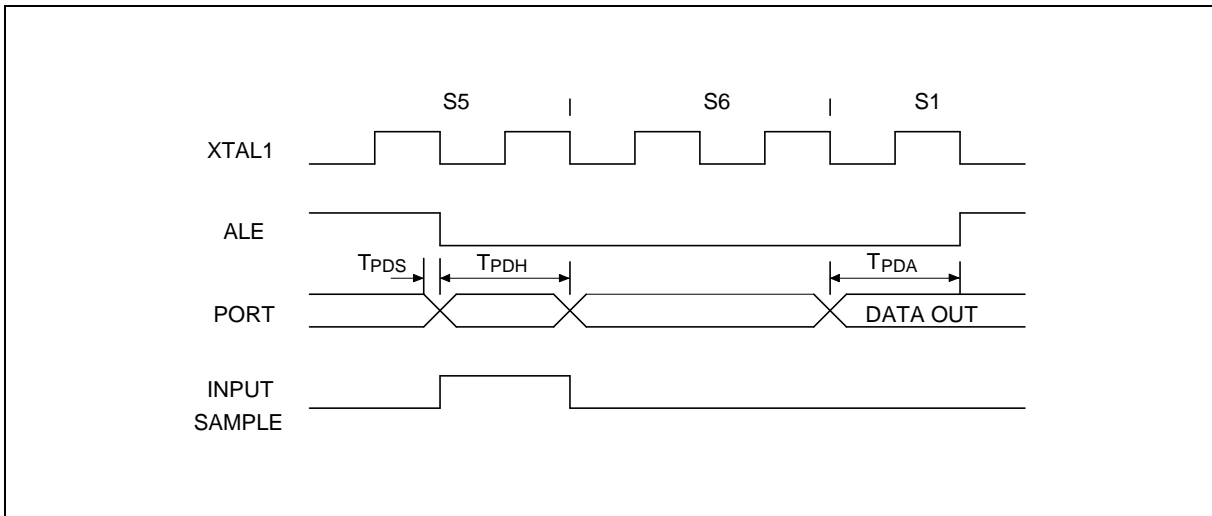 S5 | S6 | S1
XTAL1
ALE
TPDS TPDH TPDA
PORT DATA OUT
INPUT
SAMPLE